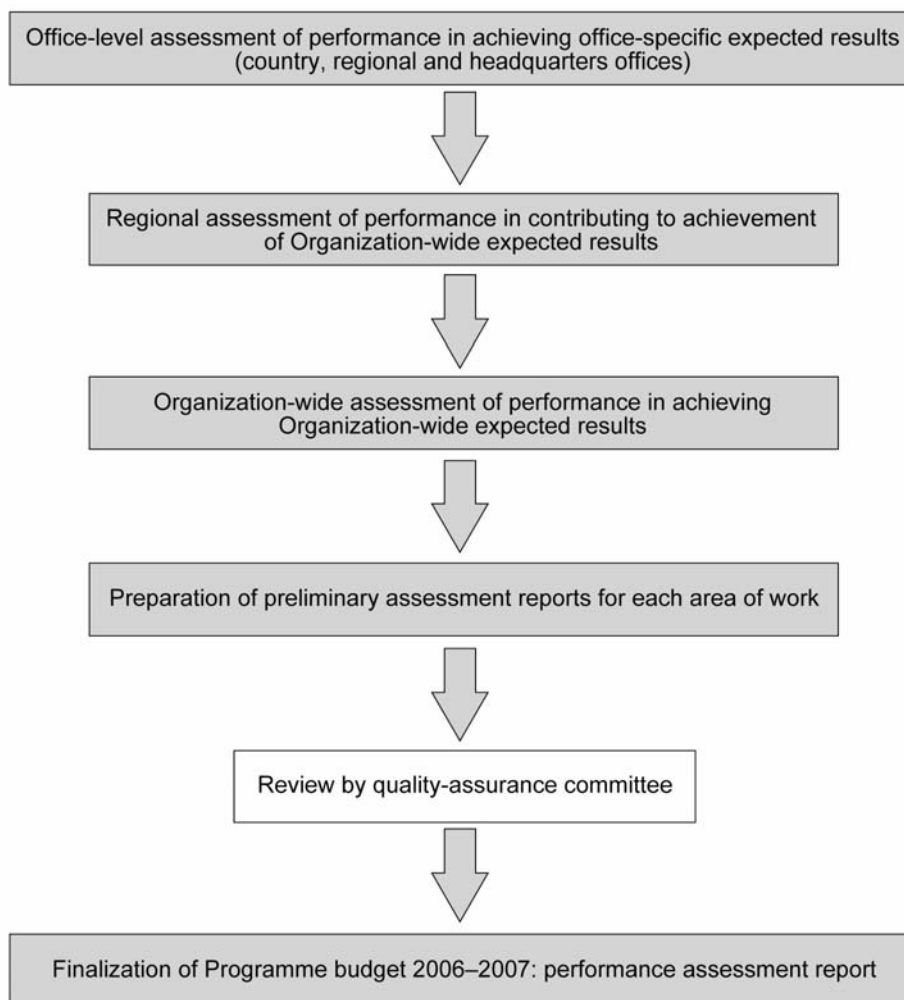 Office-level assessment of performance in achieving office-specific expected results
(country, regional and headquarters offices)
Regional assessment of performance in contributing to achievement
of Organization-wide expected results
Organization-wide assessment of performance in achieving
Organization-wide expected results
Preparation of preliminary assessment reports for each area of work
Review by quality-assurance committee
Finalization of Programme budget 2006–2007: performance assessment report